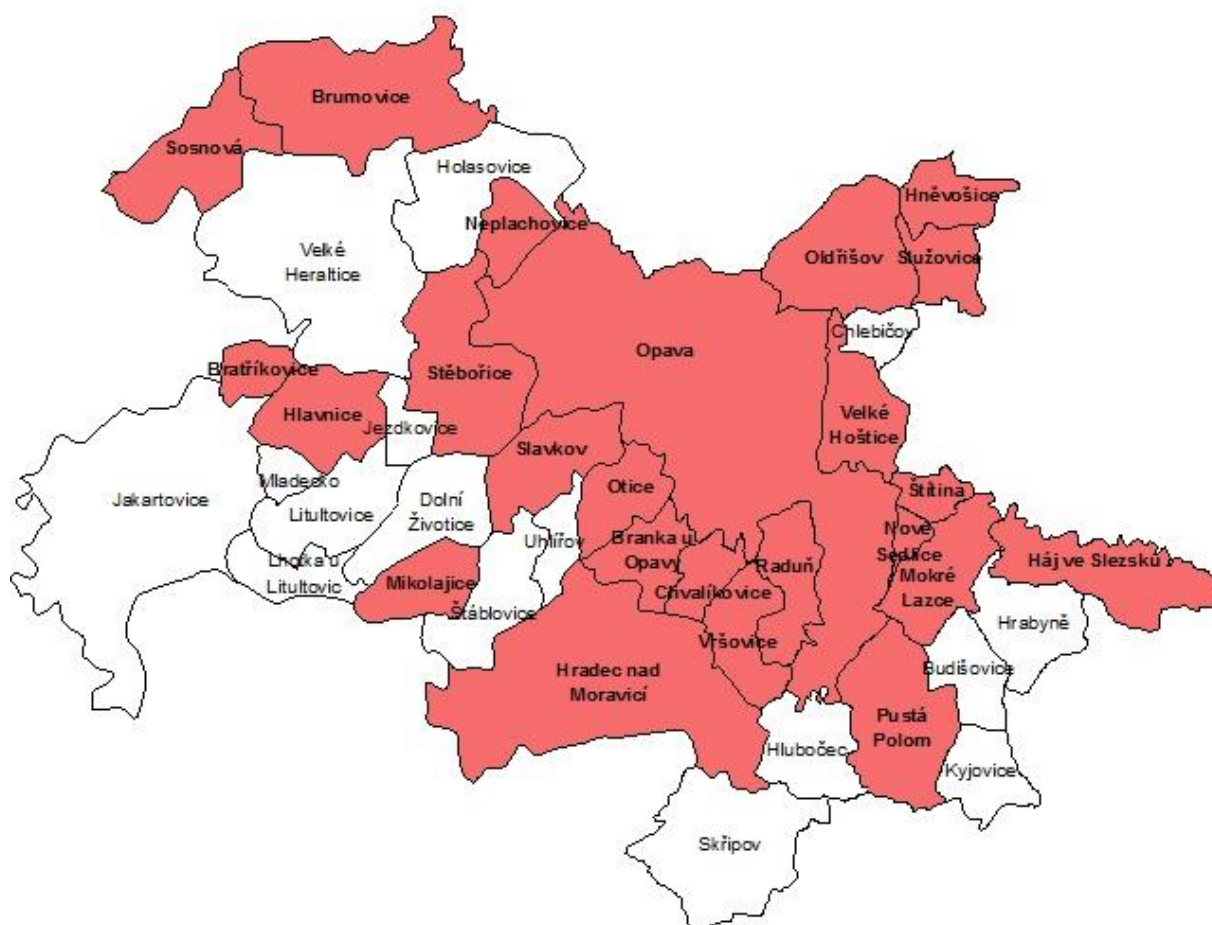 Brumovice
Sosnová
Holasovice
Hněvošice
Neplachovice
Velké
Heraltice
Oldřišov
Služovice
Chlebičov
Opava
Bratříkovice
Stěbořice
Hlavnice
Jezdkovice
Velké
Hoštice
Slavkov
Mladecko
Otice
Štítina
Jakartovice
Litultovice
Dolní
Životice
Uhlířov
Branka u
Opavy
Nové
Sedlice
Lhotka u
Litultovic
Mikolajice
Raduň
Háj ve Slezsku
Mokré
Lazce
Chvalíkovice
Štáblovice
Hrabyně
Vršovice
Budišovice
Hradec nad
Moravicí
Pustá
Polom
Hlubočec
Kyjovice
Skřipov